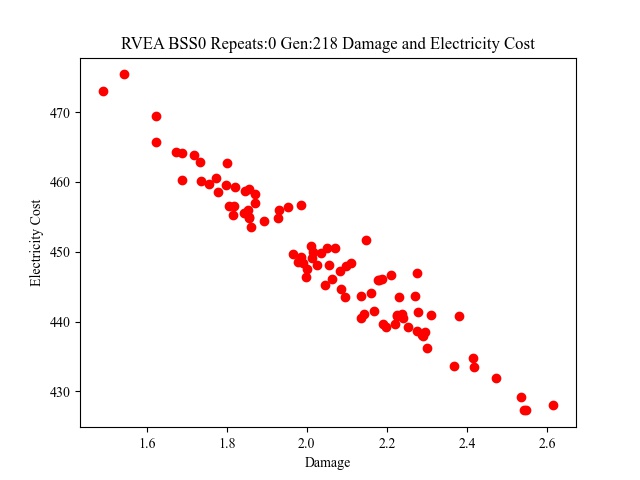 RVEA BSS0 Repeats:0 Gen:218 Damage and Electricity Cost
470
460
450
440
430
Electricity Cost
1.6 1.8 2.0 2.2 2.4 2.6
Damage